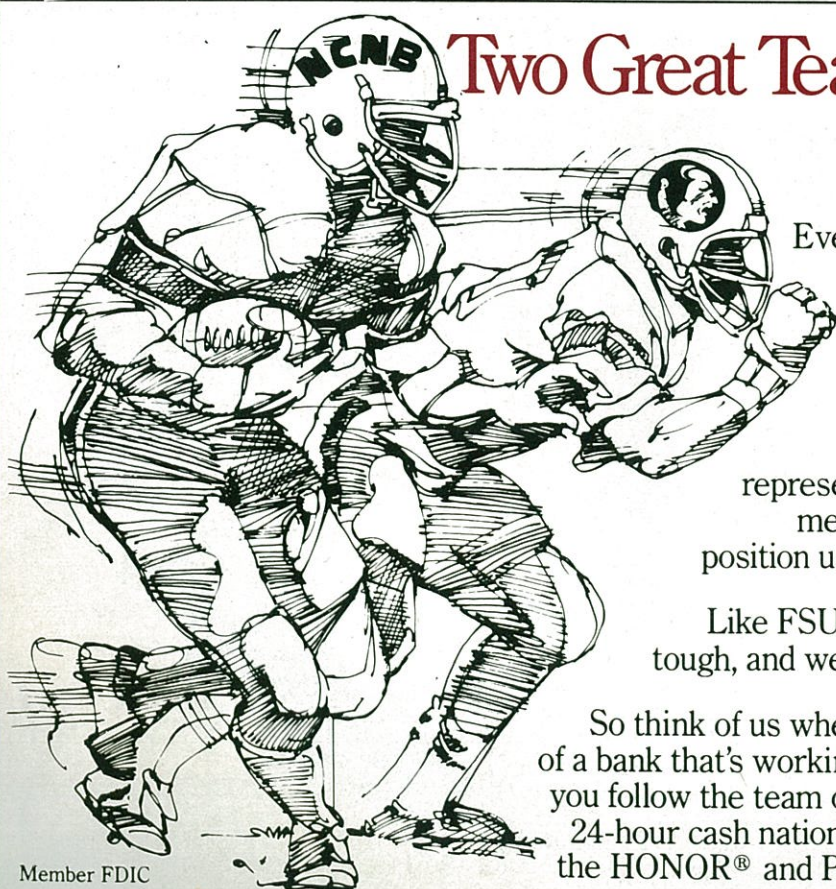 NCNB
Two Great Tea
Eve
represe
me
position u
Like FSU
tough, and we
So think of us whe
of a bank that's workin
you follow the team o
24-hour cash nation
the HONOR® and P
Member FDIC